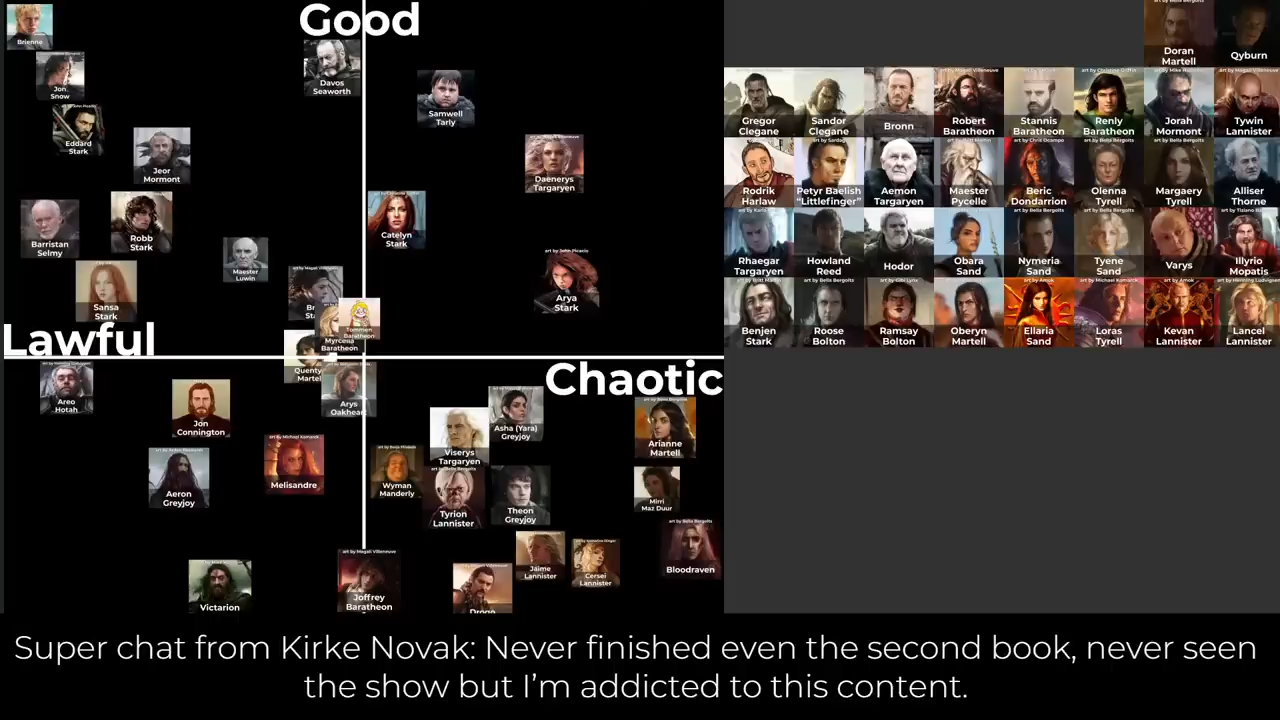 Good
Lawful
Chaotic
Brienne
Jon
Snow
Eddard
Stark
Jeor
Mormont
Barristan
Selmy
Robb
Stark
Maester
Luwin
Sansa
Stark
Davos
Seaworth
Samwell
Tarly
Daenerys
Targaryen
Catelyn
Stark
Arya
Stark
Tommen
Baratheon
Myrcella
Baratheon
Areo
Hotah
Jon
Connington
Aeron
Greyjoy
Melisandre
Arys
Victarion
Joffrey
Baratheon
Wyman
Manderly
Viserys
Targaryen
Asha (Yara)
Greyjoy
Tyrion
Lannister
Theon
Greyjoy
Jaime
Lannister
Cersei
Lannister
Drogo
Arianne
Martell
Mirri
Maz Duur
Bloodraven
Doran
Martell
Qyburn
Gregor
Clegane
Sandor
Clegane
Bronn
Robert
Baratheon
Stannis
Baratheon
Renly
Baratheon
Jorah
Mormont
Tywin
Lannister
Rodrik
Harlaw
Petyr Baelish
"Littlefinger"
Aemon
Targaryen
Maester
Pycelle
Beric
Dondarrion
Olenna
Tyrell
Margaery
Tyrell
Alliser
Thorne
Rhaegar
Targaryen
Howland
Reed
Hodor
Obara
Sand
Nymeria
Sand
Tyene
Sand
Varys
Illyrio
Mopatis
Benjen
Stark
Roose
Bolton
Ramsay
Bolton
Oberyn
Martell
Ellaria
Sand
Loras
Tyrell
Kevan
Lannister
Lancel
Lannister
Super chat from Kirke Novak: Never finished even the second book, never seen
the show but I'm addicted to this content.